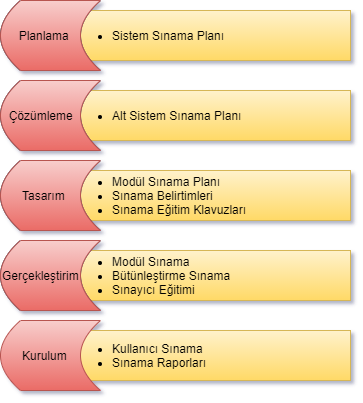 Planlama
• Sistem Sınama Planı
Çözümleme
• Alt Sistem Sınama Planı
Tasarım
• Modül Sınama Planı
• Sınama Belirtimleri
• Sınama Eğitim Klavuzları
Gerçekleştirim
• Modül Sınama
• Bütünleştirme Sınama
• Sınayıcı Eğitimi
Kurulum
• Kullanıcı Sınama
• Sınama Raporları